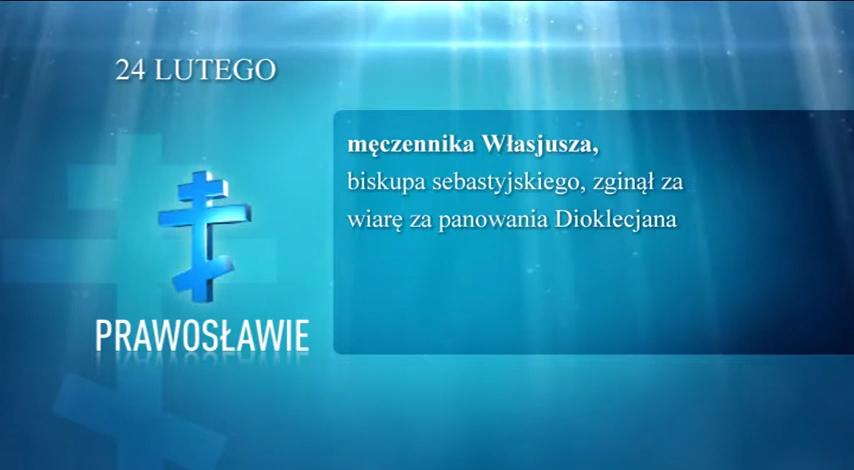 24 LUTEGO
męczennika Własjusza,
biskupa sebastyjskiego, zginął za
wiarę za panowania Dioklecjana
PRAWOSŁAWIE